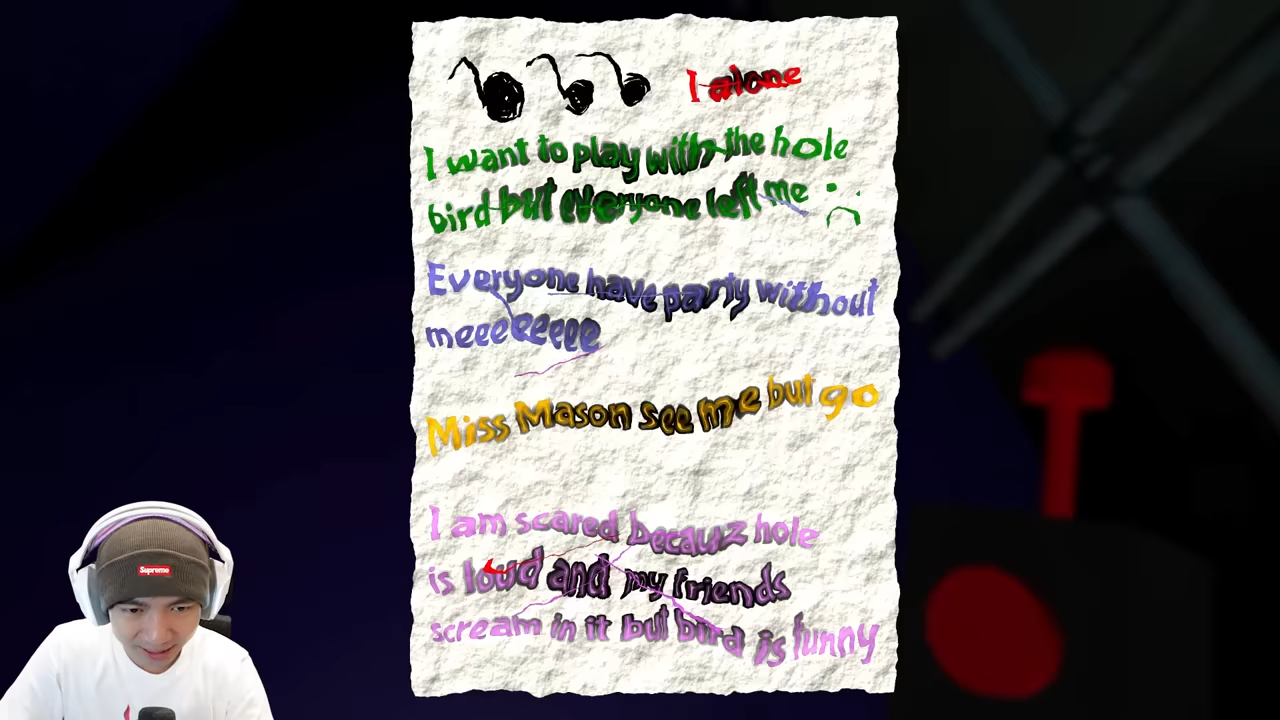 I alone
I want to play with the hole
bird but everyone left me :(
Everyone have party without
meeeeeeee
Miss Mason see me but go
I am scared becauz hole
is loud and my friends
scream in it but bird is funny
Supreme